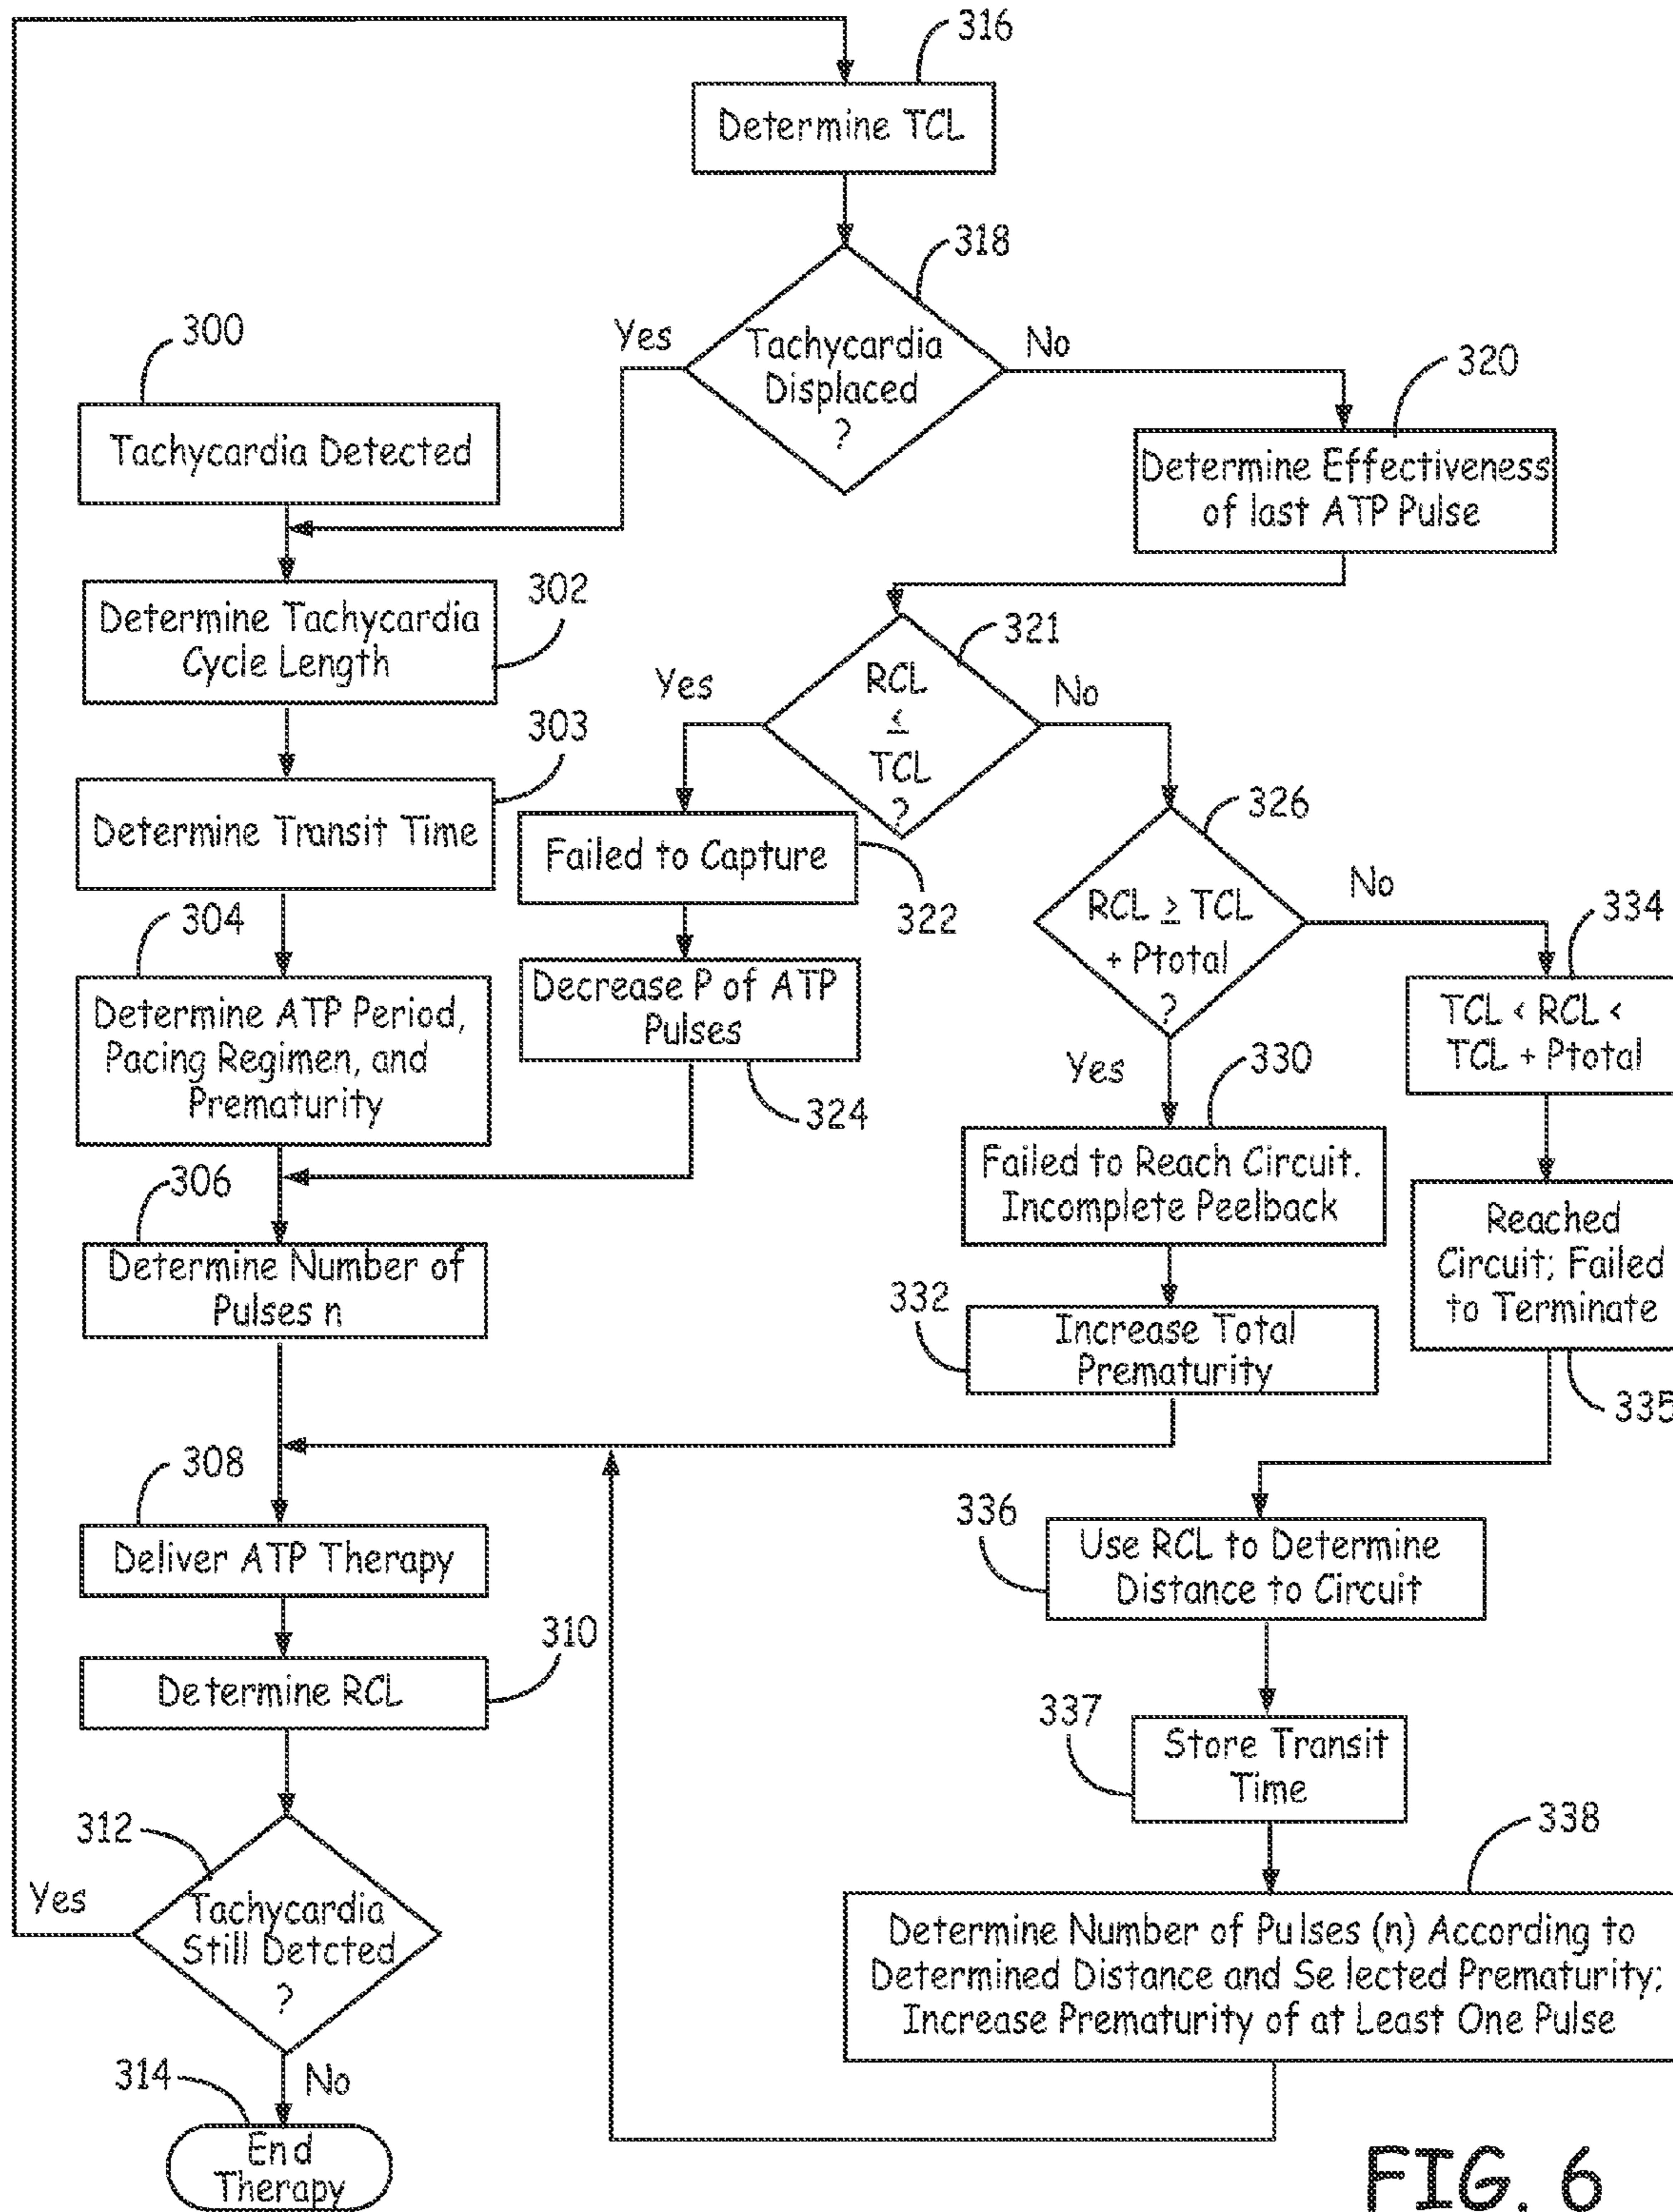 316
Determine TCL
318
Tachycardia
Displaced
?
Yes
No
300
Tachycardia Detected
320
Determine Effectiveness
of last ATP Pulse
302
Determine Tachycardia
Cycle Length
321
RCL
≤
TCL
?
Yes
No
303
Determine Transit Time
Failed to Capture
322
326
RCL ≥ TCL
+ Ptotal
?
No
Yes
334
TCL < RCL <
TCL + Ptotal
304
Determine ATP Period,
Pacing Regimen, and
Prematurity
Decrease P of ATP
Pulses
324
330
Failed to Reach Circuit.
Incomplete Peelback
Reached
Circuit; Failed
to Terminate
335
306
Determine Number of
Pulses n
332
Increase Total
Prematurity
308
Deliver ATP Therapy
336
Use RCL to Determine
Distance to Circuit
310
Determine RCL
337
Store Transit
Time
312
Tachycardia
Still Detcted
?
Yes
No
338
Determine Number of Pulses (n) According to
Determined Distance and Selected Prematurity;
Increase Prematurity of at Least One Pulse
314
End
Therapy
FIG. 6